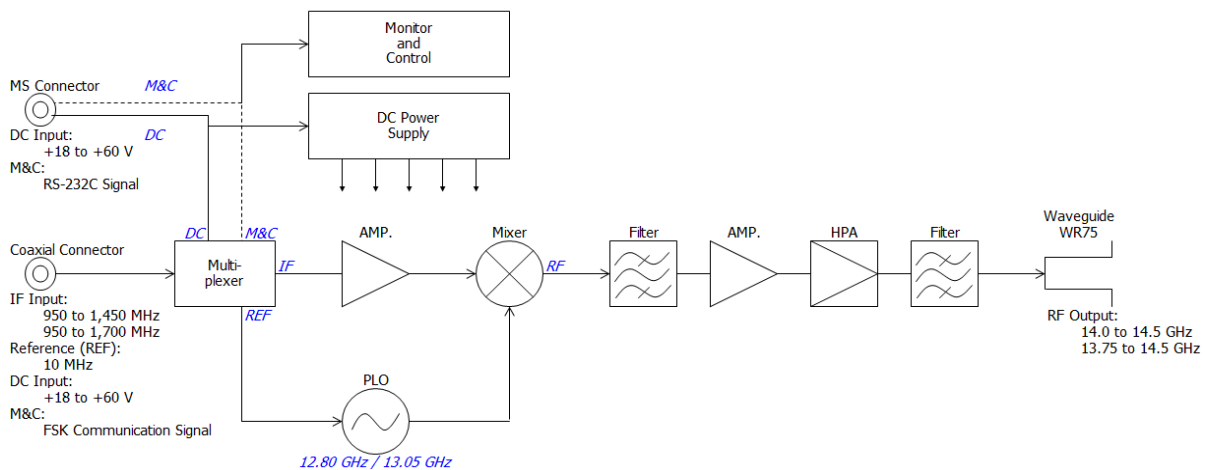 Monitor
and
Control
MS Connector
M&C
DC Power
Supply
DC Input:
DC
+18 to +60 V
M&C:
RS-232C Signal
Coaxial Connector
DC
M&C
AMP.
Mixer
Filter
AMP.
HPA
Filter
Waveguide
WR75
Multi-
plexer
IF
RF
IF Input:
950 to 1,450 MHz
950 to 1,700 MHz
REF
RF Output:
14.0 to 14.5 GHz
13.75 to 14.5 GHz
Reference (REF):
10 MHz
DC Input:
+18 to +60 V
M&C:
FSK Communication Signal
PLO
12.80 GHz / 13.05 GHz